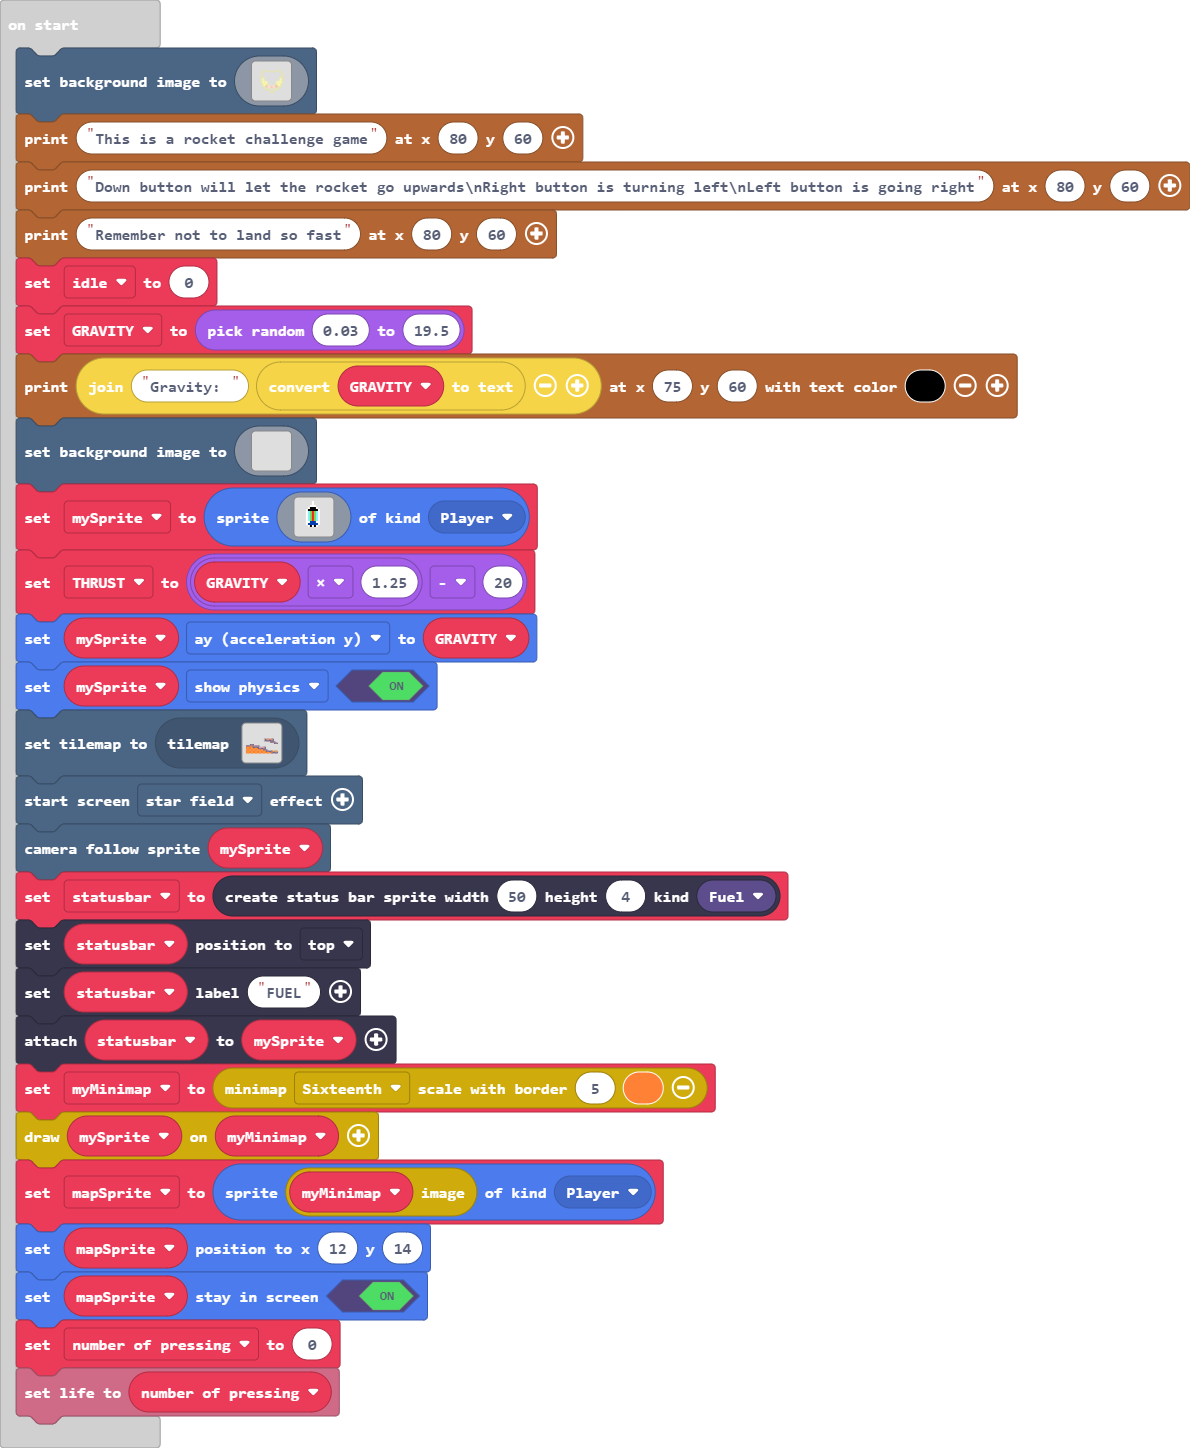 on start
set background image to
print "This is a rocket challenge game" at x 80 y 60
print "Down button will let the rocket go upwards\nRight button is turning left\nLeft button is going right" at x 80 y 60
print "Remember not to land so fast" at x 80 y 60
set idle to 0
set GRAVITY to pick random 0.03 to 19.5
print join "Gravity: " convert GRAVITY to text at x 75 y 60 with text color
set background image to
set mySprite to sprite of kind Player
set THRUST to GRAVITY × 1.25 - 20
set mySprite ay (acceleration y) to GRAVITY
set mySprite show physics ON
set tilemap to tilemap
start screen star field effect
camera follow sprite mySprite
set statusbar to create status bar sprite width 50 height 4 kind Fuel
set statusbar position to top
set statusbar label "FUEL"
attach statusbar to mySprite
set myMinimap to minimap Sixteenth scale with border 5
draw mySprite on myMinimap
set mapSprite to sprite myMinimap image of kind Player
set mapSprite position to x 12 y 14
set mapSprite stay in screen ON
set number of pressing to 0
set life to number of pressing